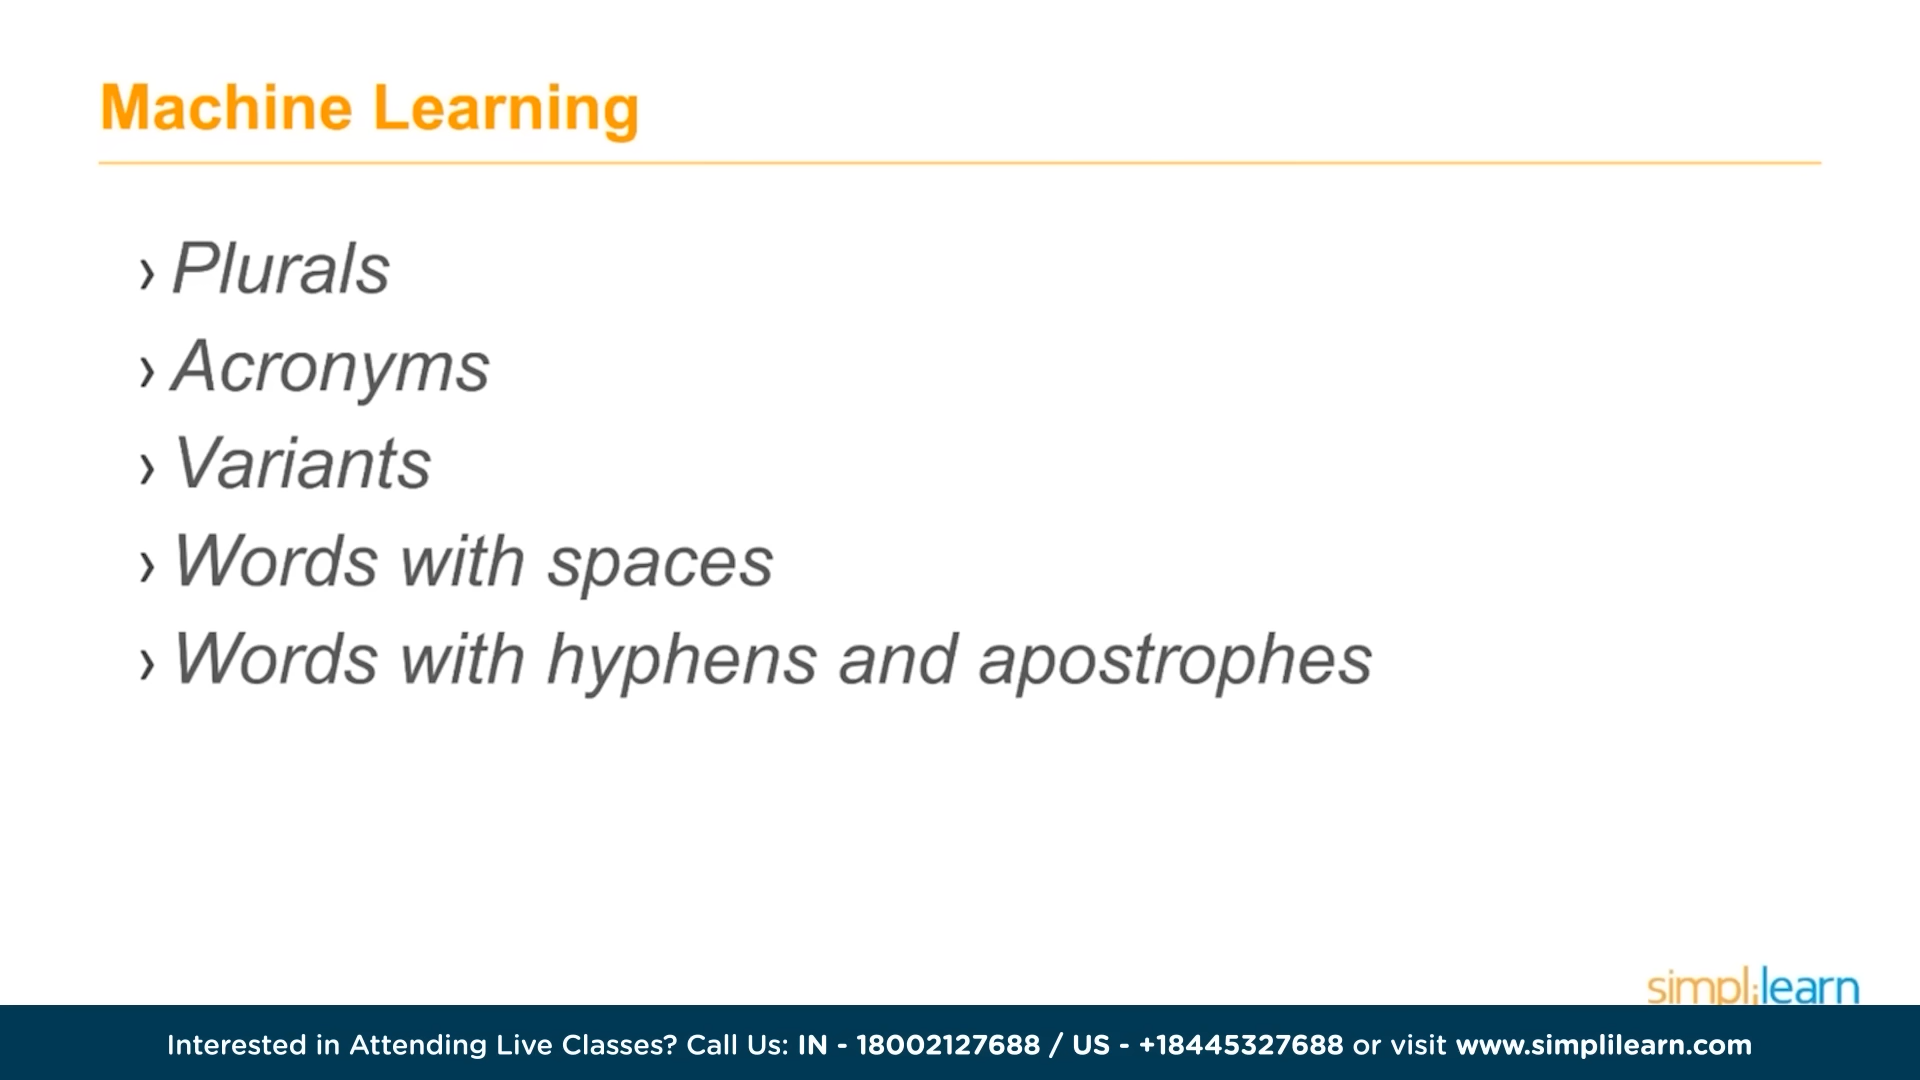 Machine Learning
› Plurals
› Acronyms
› Variants
› Words with spaces
› Words with hyphens and apostrophes
simplilearn
Interested in Attending Live Classes? Call Us: IN - 18002127688 / US - +18445327688 or visit www.simplilearn.com